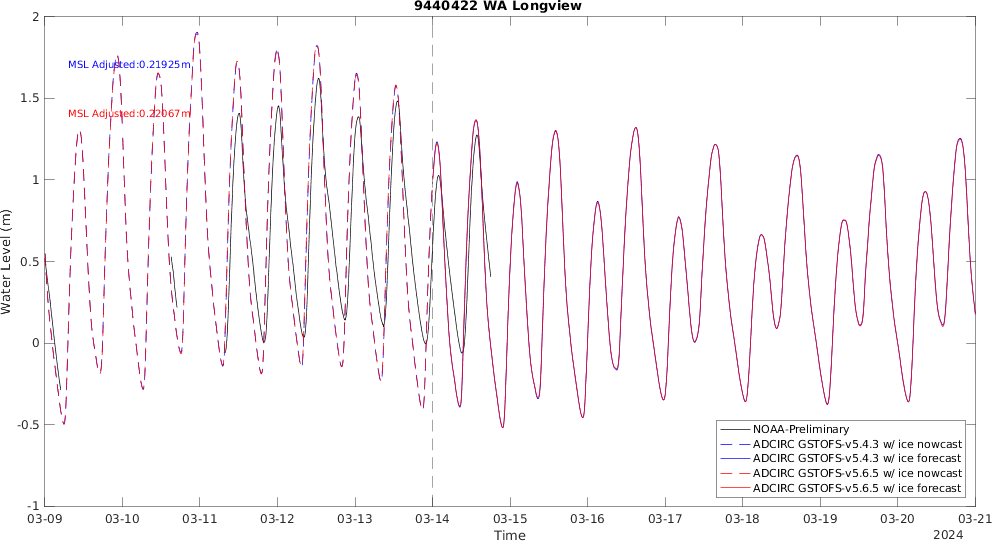 9440422 WA Longview
MSL Adjusted:0.21925m
MSL Adjusted:0.22067m
Water Level (m)
2
1.5
1
0.5
0
-0.5
-1
NOAA-Preliminary
ADCIRC GSTOFS-v5.4.3 w/ ice nowcast
ADCIRC GSTOFS-v5.4.3 w/ ice forecast
ADCIRC GSTOFS-v5.6.5 w/ ice nowcast
ADCIRC GSTOFS-v5.6.5 w/ ice forecast
03-09 03-10 03-11 03-12 03-13 03-14 03-15 03-16 03-17 03-18 03-19 03-20 03-21
Time
2024